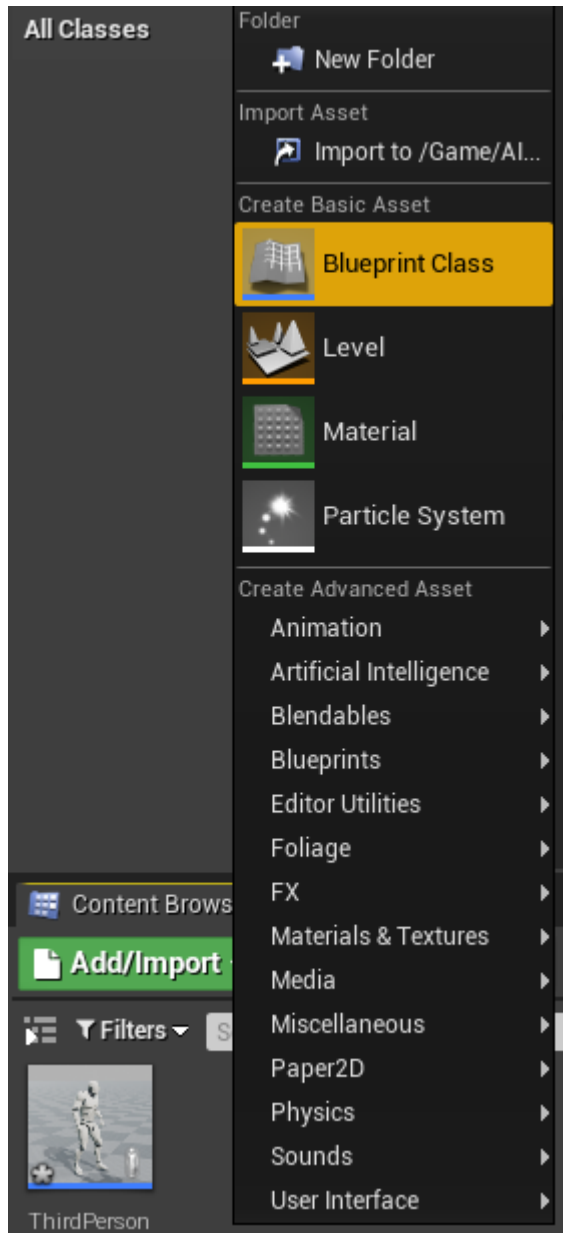 All Classes
Folder
New Folder
Import Asset
Import to /Game/AI...
Create Basic Asset
Blueprint Class
Level
Material
Particle System
Create Advanced Asset
Animation
Artificial Intelligence
Blendables
Blueprints
Editor Utilities
Foliage
FX
Materials & Textures
Media
Miscellaneous
Paper2D
Physics
Sounds
User Interface
Content Brows
Add/Import
Filters
S
ThirdPerson